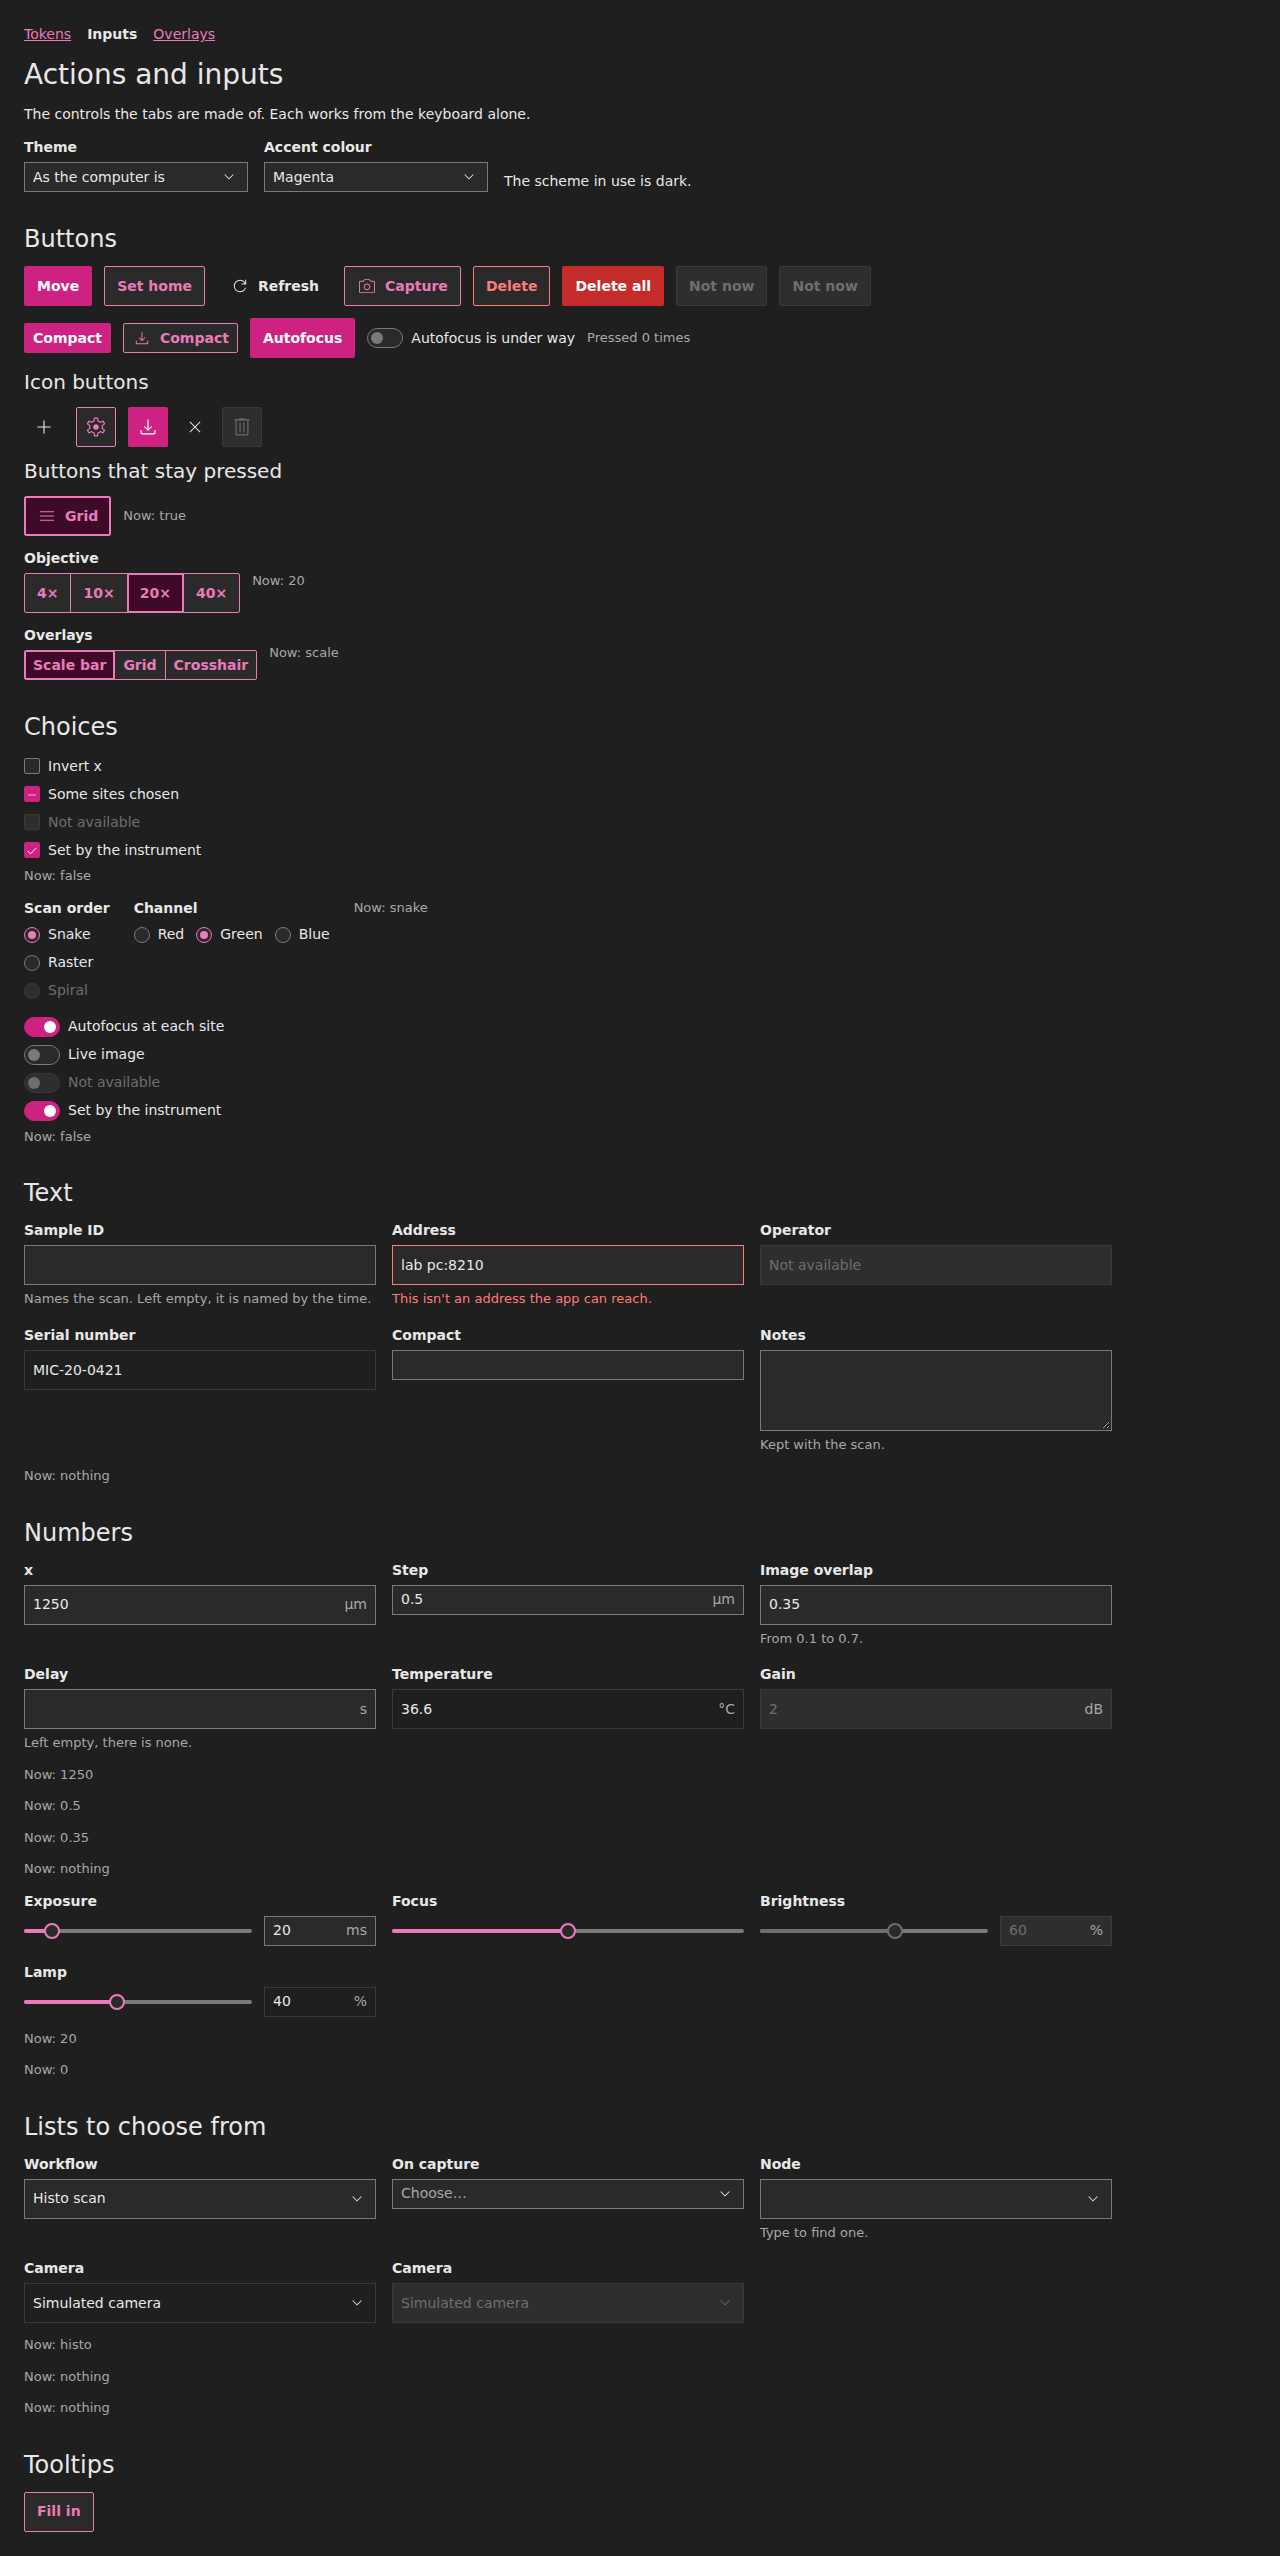 Tokens Inputs Overlays
Actions and inputs
The controls the tabs are made of. Each works from the keyboard alone.
Theme Accent colour
As the computer is Magenta The scheme in use is dark.
Buttons
Move Set home Refresh Capture Delete Delete all Not now Not now
Compact Compact Autofocus Autofocus is under way Pressed 0 times
Icon buttons
Buttons that stay pressed
Grid Now: true
Objective
4× 10× 20× 40× Now: 20
Overlays
Scale bar Grid Crosshair Now: scale
Choices
Invert x
Some sites chosen
Not available
Set by the instrument
Now: false
Scan order Channel Now: snake
Snake Red Green Blue
Raster
Spiral
Autofocus at each site
Live image
Not available
Set by the instrument
Now: false
Text
Sample ID Address Operator
lab pc:8210 Not available
Names the scan. Left empty, it is named by the time. This isn't an address the app can reach.
Serial number Compact Notes
MIC-20-0421
Kept with the scan.
Now: nothing
Numbers
x Step Image overlap
1250 µm 0.5 µm 0.35
From 0.1 to 0.7.
Delay Temperature Gain
s 36.6 °C 2 dB
Left empty, there is none.
Now: 1250
Now: 0.5
Now: 0.35
Now: nothing
Exposure Focus Brightness
20 ms 60 %
Lamp
40 %
Now: 20
Now: 0
Lists to choose from
Workflow On capture Node
Histo scan Choose…
Type to find one.
Camera Camera
Simulated camera Simulated camera
Now: histo
Now: nothing
Now: nothing
Tooltips
Fill in